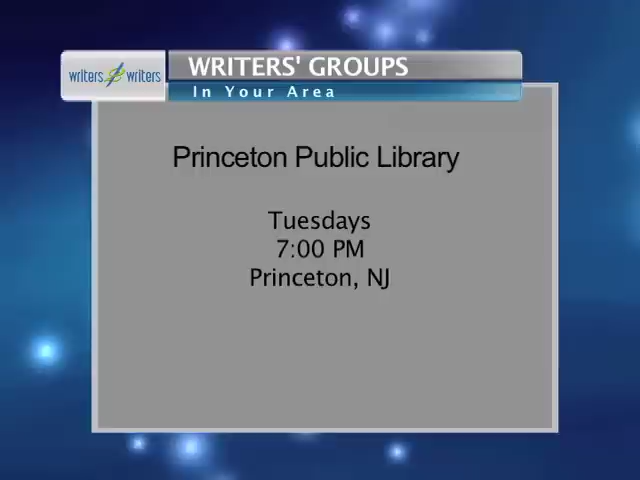 writers & writers
WRITERS' GROUPS
In Your Area
Princeton Public Library
Tuesdays
7:00 PM
Princeton, NJ